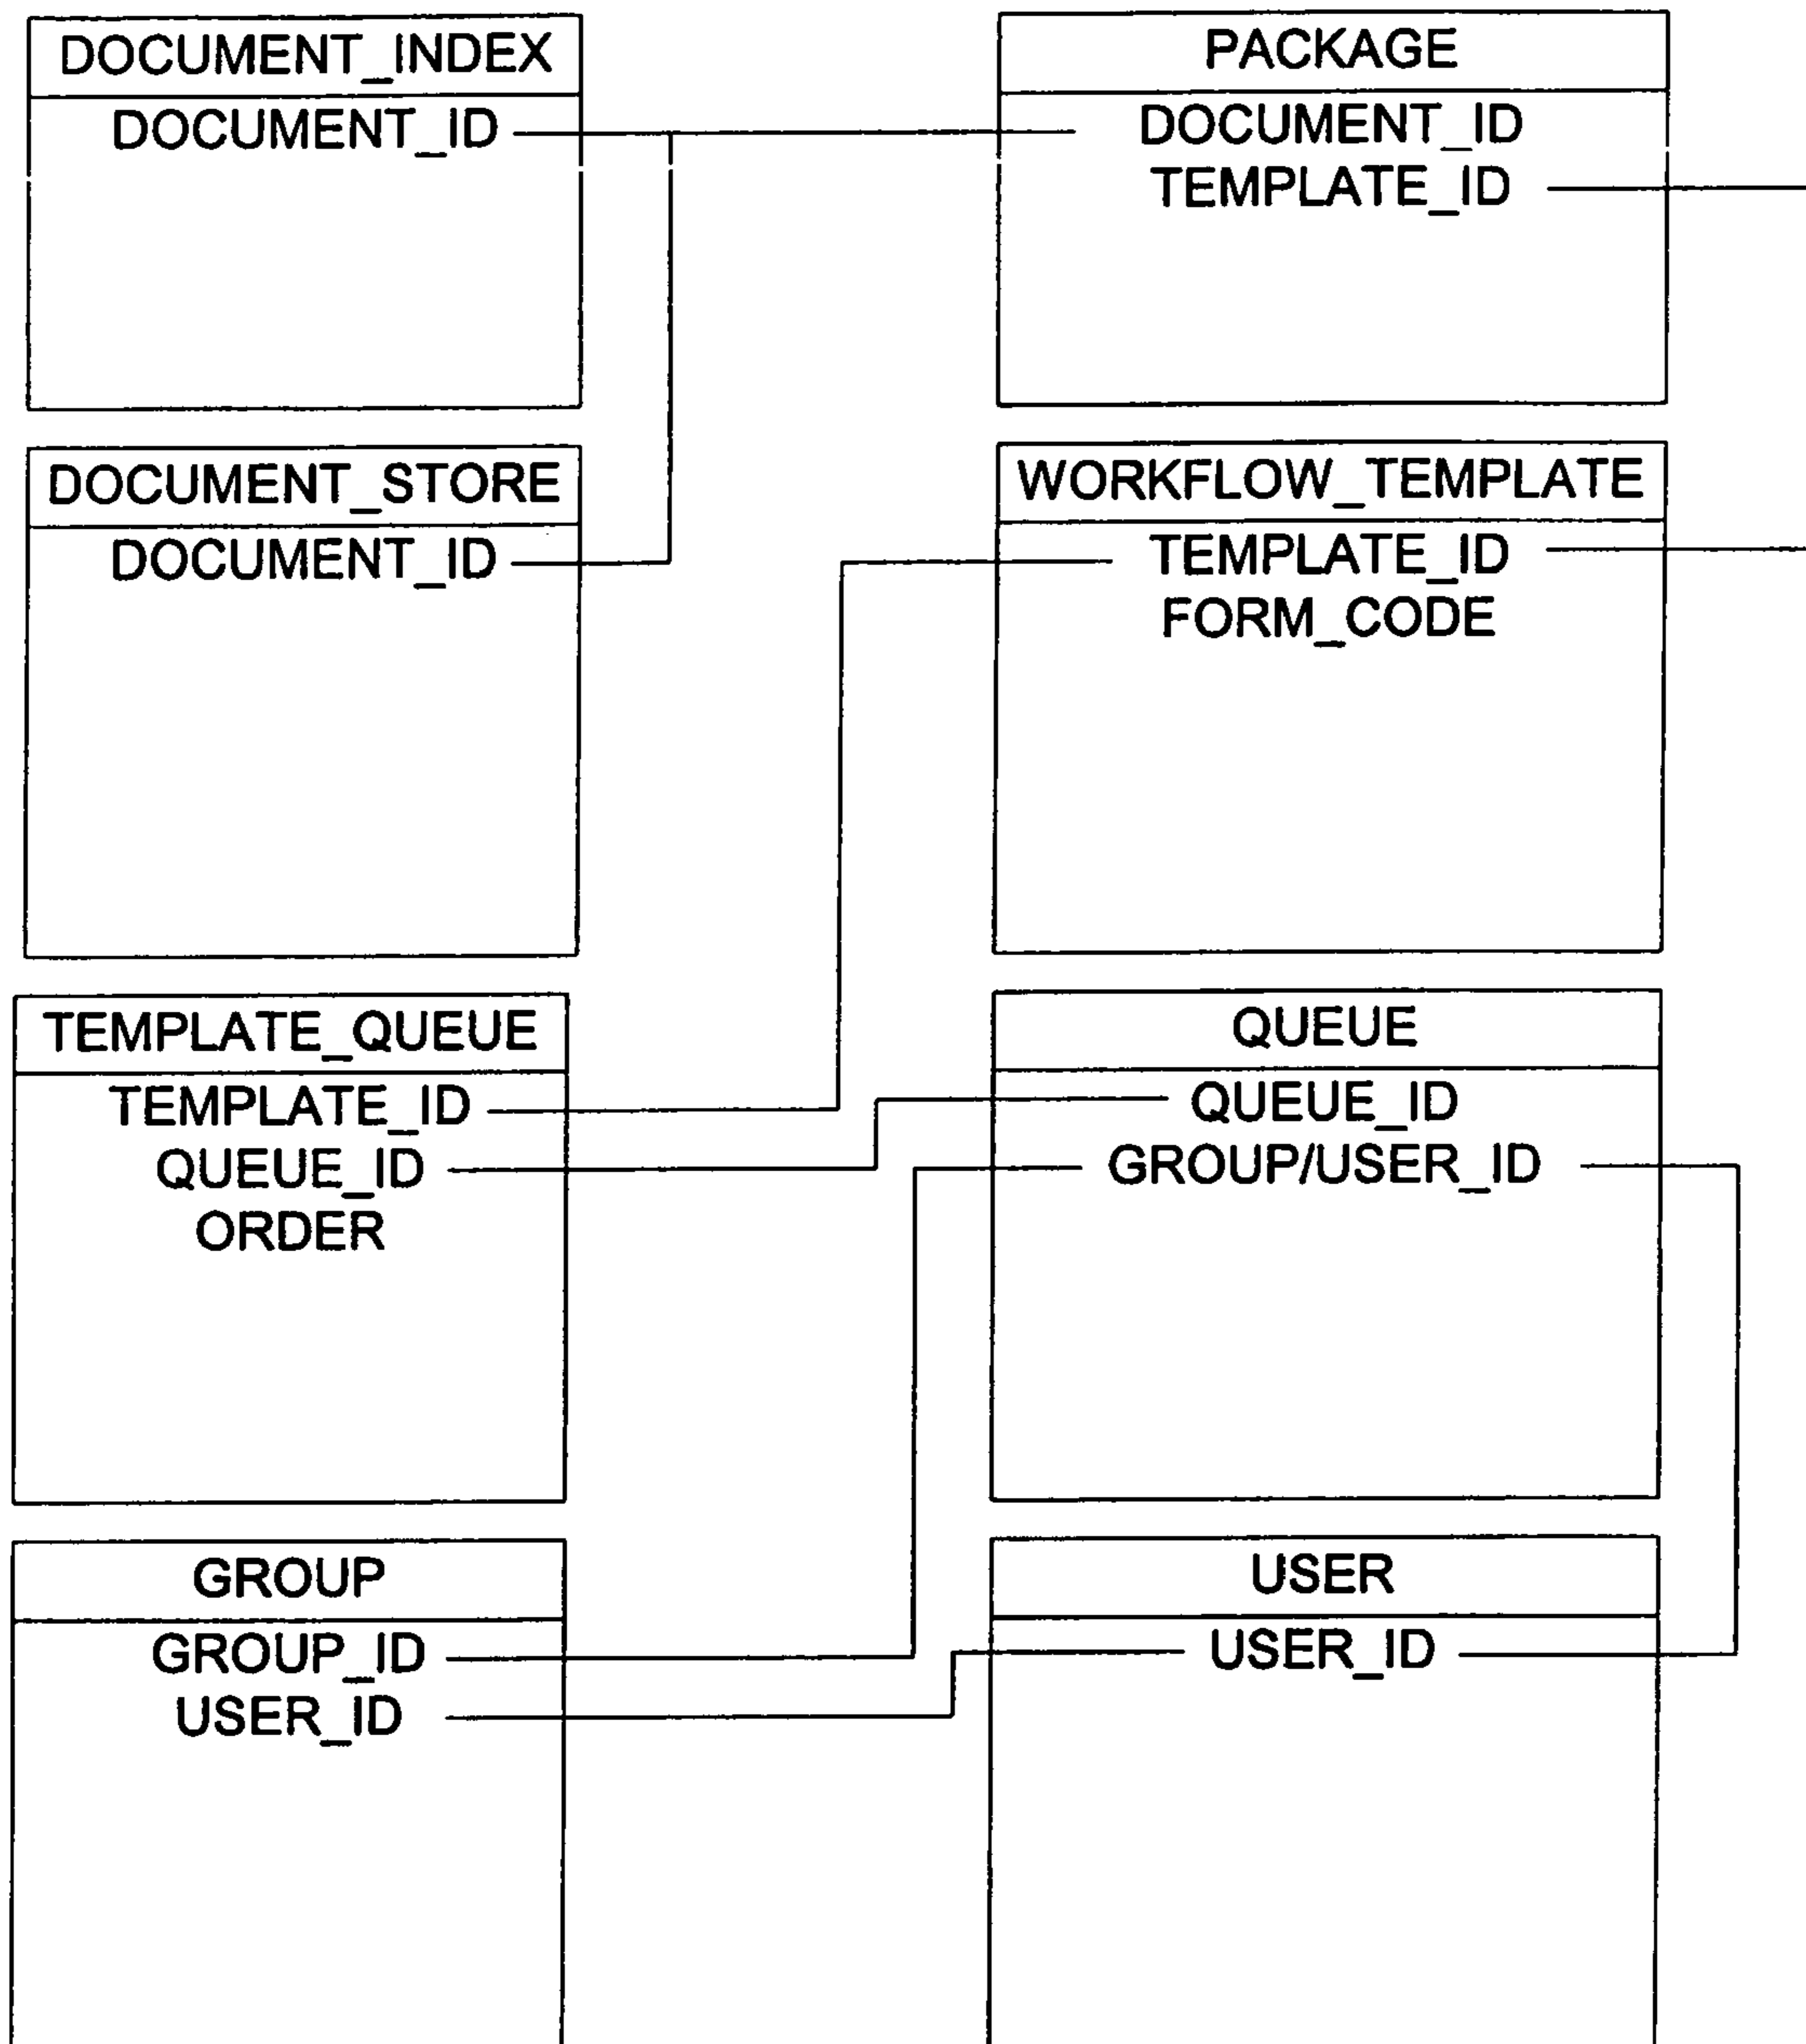 DOCUMENT_INDEX
DOCUMENT_ID
PACKAGE
DOCUMENT_ID
TEMPLATE_ID
DOCUMENT_STORE
DOCUMENT_ID
WORKFLOW_TEMPLATE
TEMPLATE_ID
FORM_CODE
TEMPLATE_QUEUE
TEMPLATE_ID
QUEUE_ID
ORDER
QUEUE
QUEUE_ID
GROUP/USER_ID
GROUP
GROUP_ID
USER_ID
USER
USER_ID